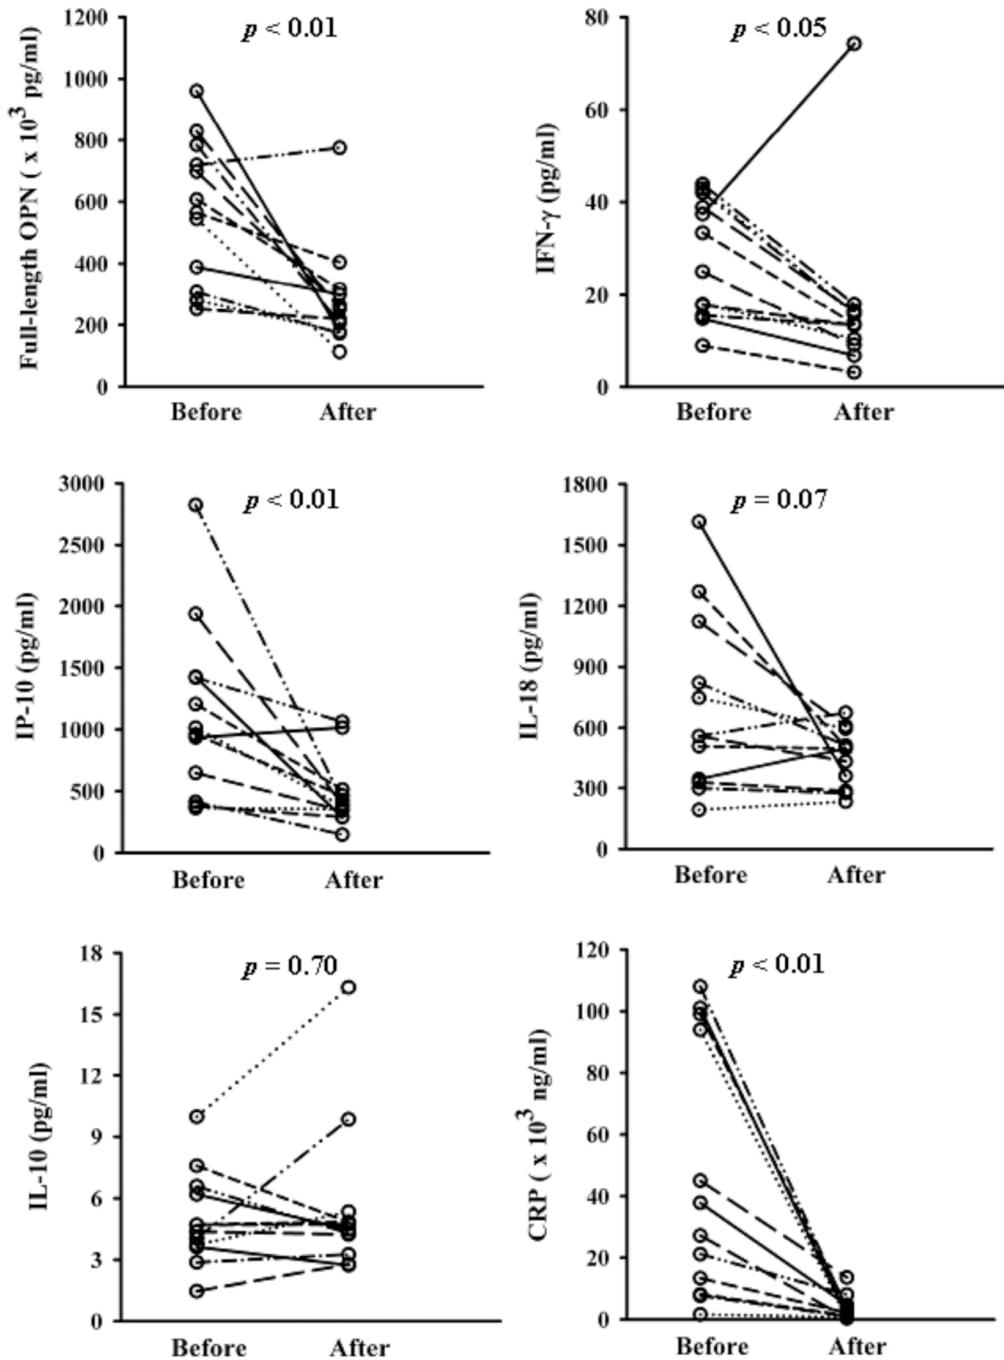 p < 0.01
Full-length OPN ( x 10³ pg/ml)
1200
1000
800
600
400
200
0
Before After
p < 0.05
IFN-γ (pg/ml)
80
60
40
20
0
Before After
p < 0.01
IP-10 (pg/ml)
3000
2500
2000
1500
1000
500
0
Before After
p = 0.07
IL-18 (pg/ml)
1800
1500
1200
900
600
300
0
Before After
p = 0.70
IL-10 (pg/ml)
18
15
12
9
6
3
0
Before After
p < 0.01
CRP ( x 10³ ng/ml)
120
100
80
60
40
20
0
Before After